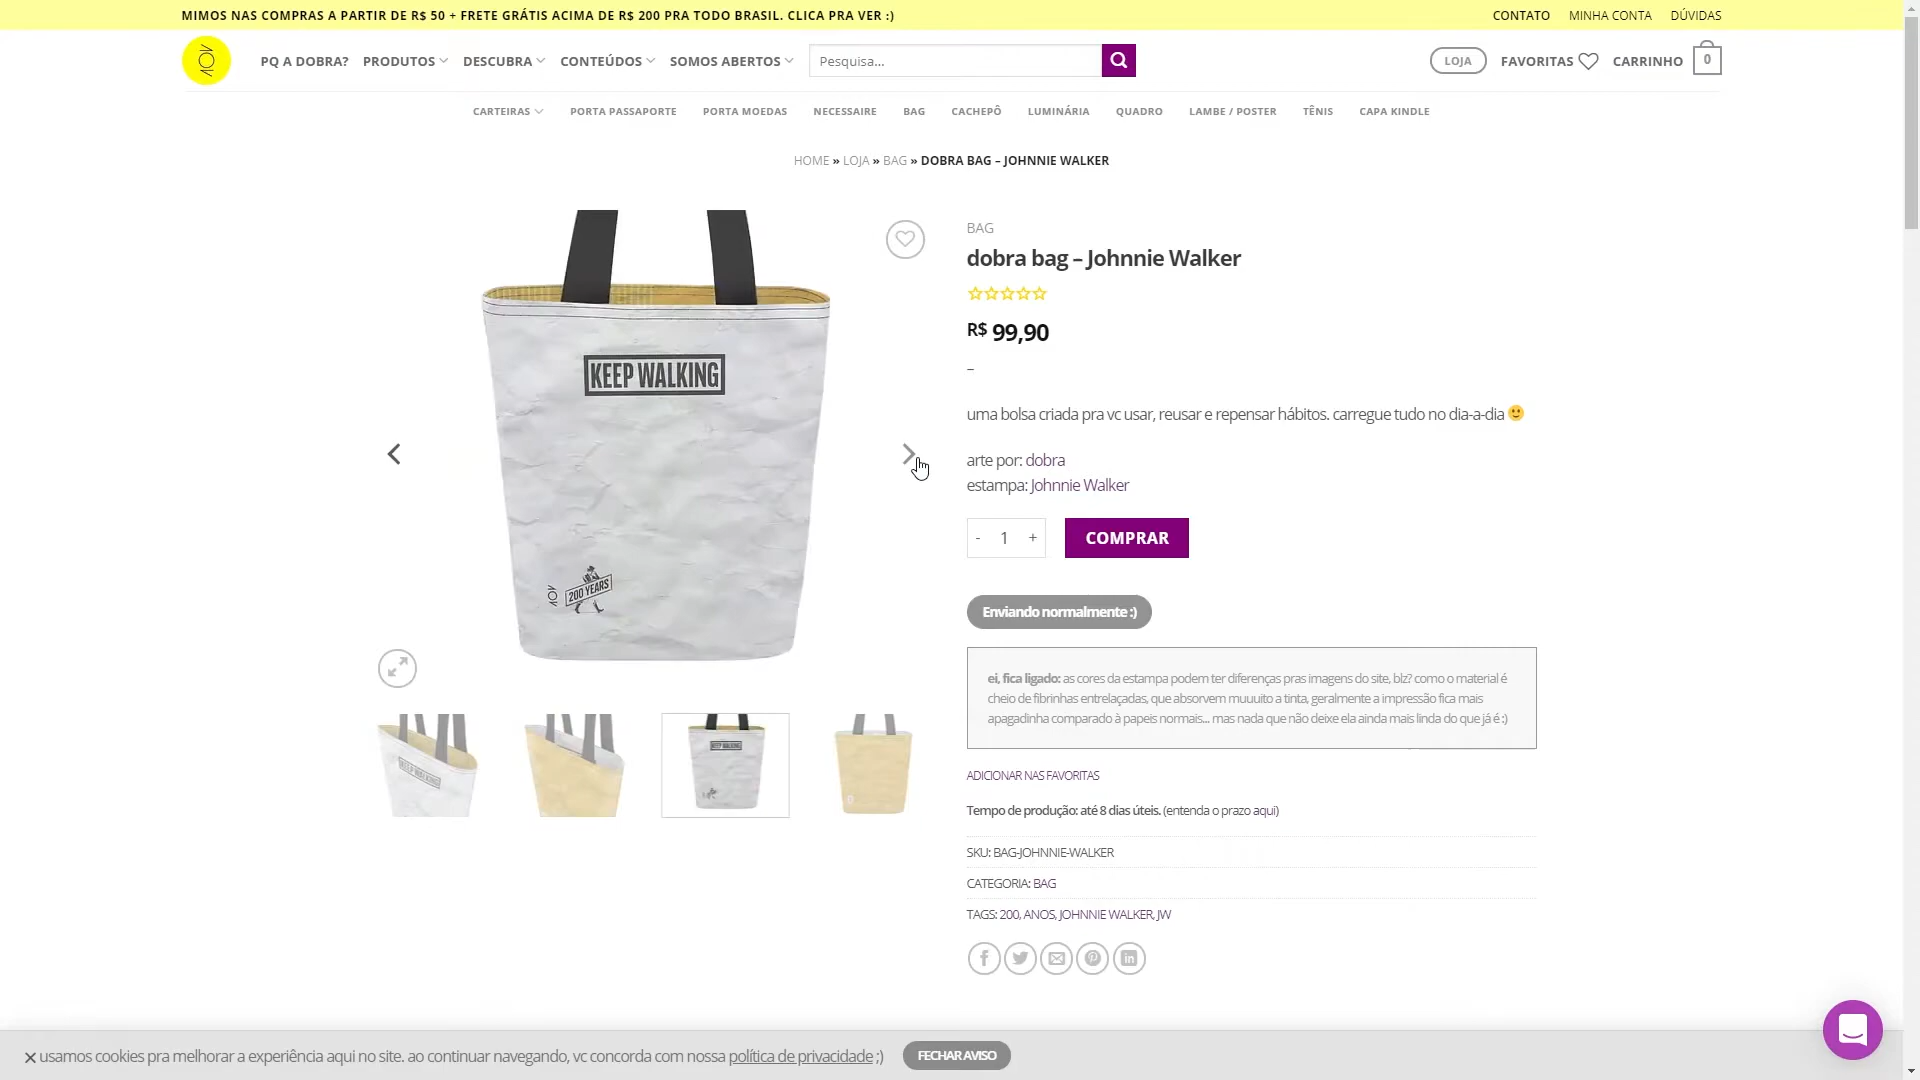 MIMOS NAS COMPRAS A PARTIR DE R$ 50 + FRETE GRÁTIS ACIMA DE R$ 200 PRA TODO BRASIL. CLICA PRA VER :)
CONTATO MINHA CONTA DÚVIDAS
PQ A DOBRA? PRODUTOS DESCUBRA CONTEÚDOS SOMOS ABERTOS Pesquisa... LOJA FAVORITAS CARRINHO 0
CARTEIRAS PORTA PASSAPORTE PORTA MOEDAS NECESSAIRE BAG CACHEPÔ LUMINÁRIA QUADRO LAMBE / POSTER TÊNIS CAPA KINDLE
HOME » LOJA » BAG » DOBRA BAG – JOHNNIE WALKER
KEEP WALKING
200 YEARS
KEEP WALKING
KEEP WALKING
BAG
dobra bag – Johnnie Walker
R$ 99,90
–
uma bolsa criada pra vc usar, reusar e repensar hábitos. carregue tudo no dia-a-dia 🙂
arte por: dobra
estampa: Johnnie Walker
- 1 + COMPRAR
Enviando normalmente :)
ei, fica ligado: as cores da estampa podem ter diferenças pras imagens do site, blz? como o material é
cheio de fibrinhas entrelaçadas, que absorvem muuuito a tinta, geralmente a impressão fica mais
apagadinha comparado à papeis normais... mas nada que não deixe ela ainda mais linda do que já é :)
ADICIONAR NAS FAVORITAS
Tempo de produção: até 8 dias úteis. (entenda o prazo aqui)
SKU: BAG-JOHNNIE-WALKER
CATEGORIA: BAG
TAGS: 200, ANOS, JOHNNIE WALKER, JW
usamos cookies pra melhorar a experiência aqui no site. ao continuar navegando, vc concorda com nossa política de privacidade ;) FECHAR AVISO